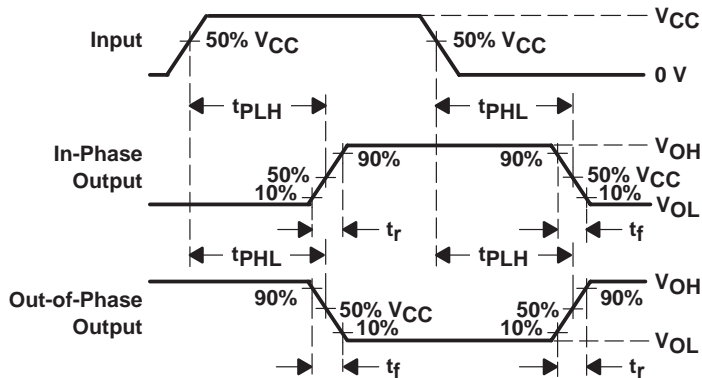 VCC
Input
50% VCC
50% VCC
0 V
tPLH
tPHL
In-Phase
Output
VOH
90%
90%
50%
10%
50% VCC
10%
VOL
tr
tf
tPHL
tPLH
Out-of-Phase
Output
VOH
90%
90%
50% VCC
10%
50%
10%
VOL
tf
tr